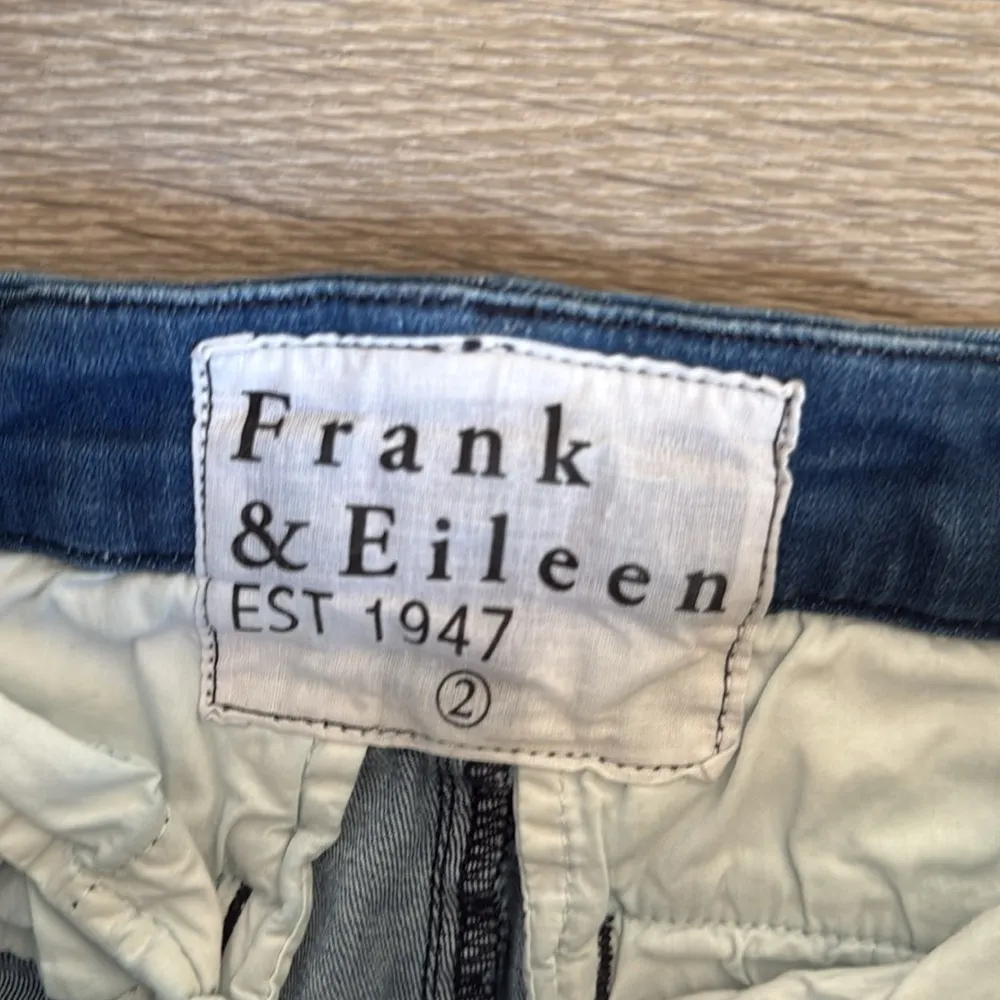 Frank
& Eileen
EST 1947
②